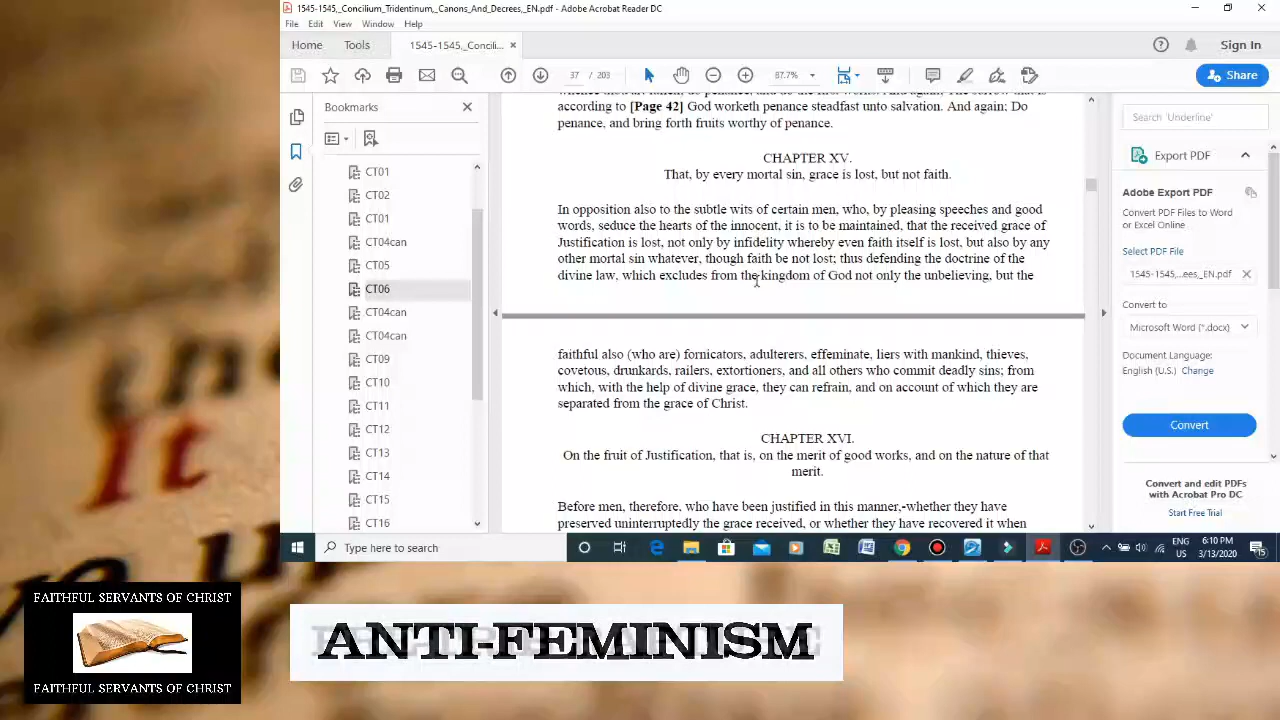 1545-1545,_Concilium_Tridentinum,_Canons_And_Decrees,_EN.pdf - Adobe Acrobat Reader DC
File Edit View Window Help
Home Tools 1545-1545,_Concili... ×
Sign In
37 / 203 87.7% Share
Bookmarks
CT01
CT02
CT01
CT04can
CT05
CT06
CT04can
CT04can
CT09
CT10
CT11
CT12
CT13
CT14
CT15
CT16
according to [Page 42] God worketh penance steadfast unto salvation. And again; Do
penance, and bring forth fruits worthy of penance.
CHAPTER XV.
That, by every mortal sin, grace is lost, but not faith.
In opposition also to the subtle wits of certain men, who, by pleasing speeches and good
words, seduce the hearts of the innocent, it is to be maintained, that the received grace of
Justification is lost, not only by infidelity whereby even faith itself is lost, but also by any
other mortal sin whatever, though faith be not lost; thus defending the doctrine of the
divine law, which excludes from the kingdom of God not only the unbelieving, but the
faithful also (who are) fornicators, adulterers, effeminate, liers with mankind, thieves,
covetous, drunkards, railers, extortioners, and all others who commit deadly sins; from
which, with the help of divine grace, they can refrain, and on account of which they are
separated from the grace of Christ.
CHAPTER XVI.
On the fruit of Justification, that is, on the merit of good works, and on the nature of that
merit.
Before men, therefore, who have been justified in this manner,-whether they have
preserved uninterruptedly the grace received, or whether they have recovered it when
Search 'Underline'
Export PDF
Adobe Export PDF
Convert PDF Files to Word
or Excel Online
Select PDF File
1545-1545,...ees,_EN.pdf ×
Convert to
Microsoft Word (*.docx)
Document Language:
English (U.S.) Change
Convert
Convert and edit PDFs
with Acrobat Pro DC
Start Free Trial
Type here to search
ENG
US
6:10 PM
3/13/2020
15
It
FAITHFUL SERVANTS OF CHRIST
FAITHFUL SERVANTS OF CHRIST
ANTI-FEMINISM